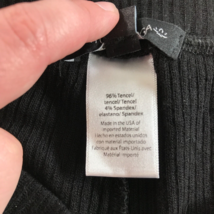 96% Tencel/
tencel/ Tencel
4% Spandex/
elastano/ Spandex
Made in the USA of
Imported Material
Hecho en estados unidos
con material importado
Fabriqué aux Etats Unis
avec Matériel Importé